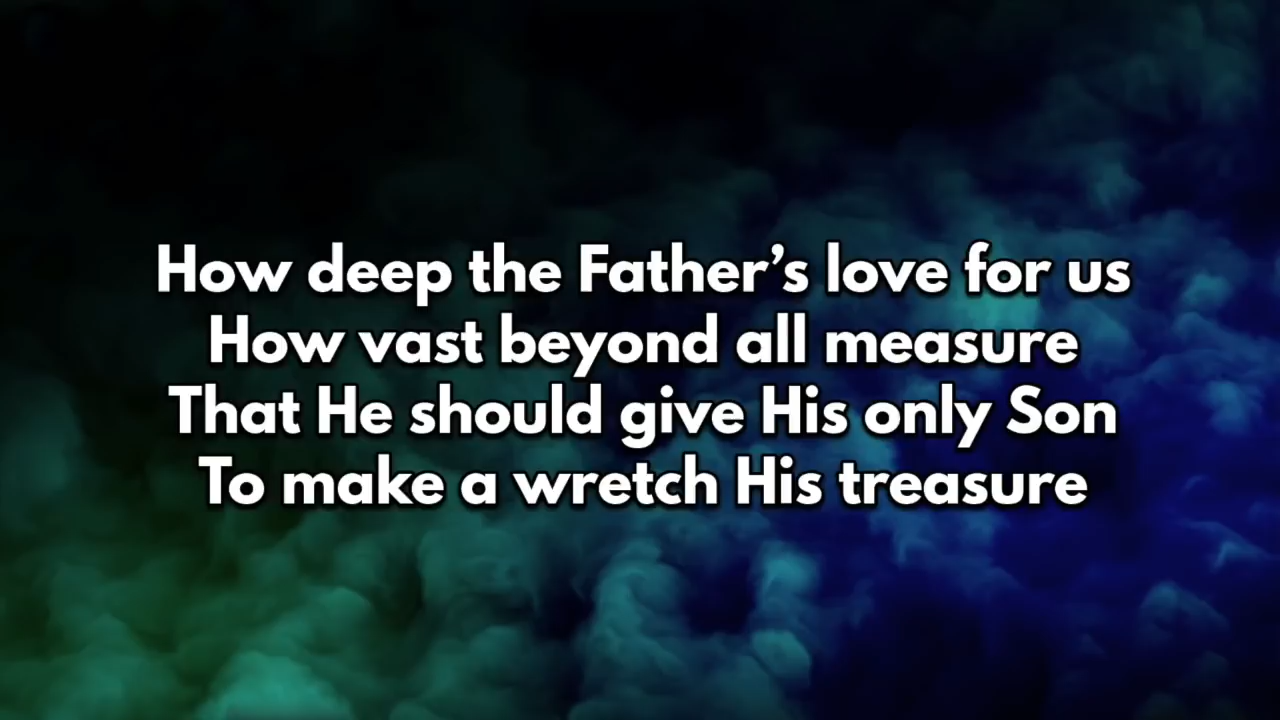 How deep the Father’s love for us
How vast beyond all measure
That He should give His only Son
To make a wretch His treasure